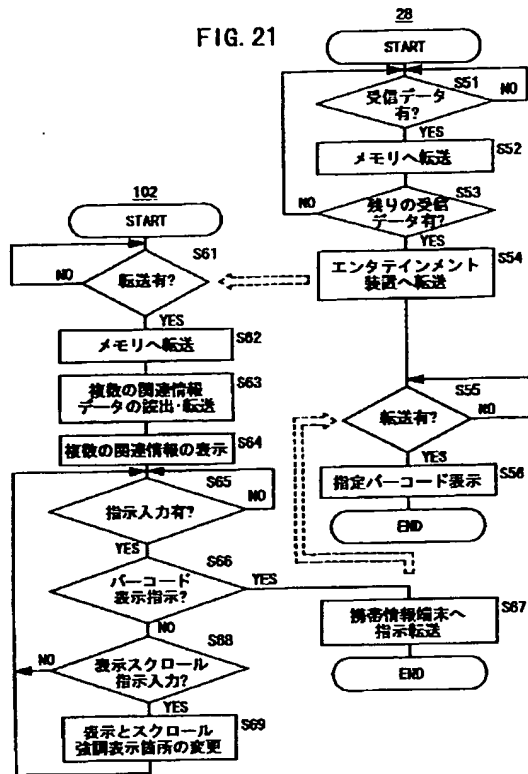 FIG. 21
28
START
S51
受信データ
有?
NO
YES
S52
メモリへ転送
S53
残りの受信
データ有?
NO
YES
S54
エンタテインメント
装置へ転送
S55
転送有?
NO
YES
S56
指定バーコード表示
END
102
START
S61
転送有?
NO
YES
S62
メモリへ転送
S63
複数の関連情報
データの読出・転送
S64
複数の関連情報の表示
S65
指示入力有?
NO
YES
S66
バーコード
表示指示?
YES
NO
S67
携帯情報端末へ
指示転送
END
S68
表示スクロール
指示入力?
NO
YES
S69
表示とスクロール
強調表示箇所の変更